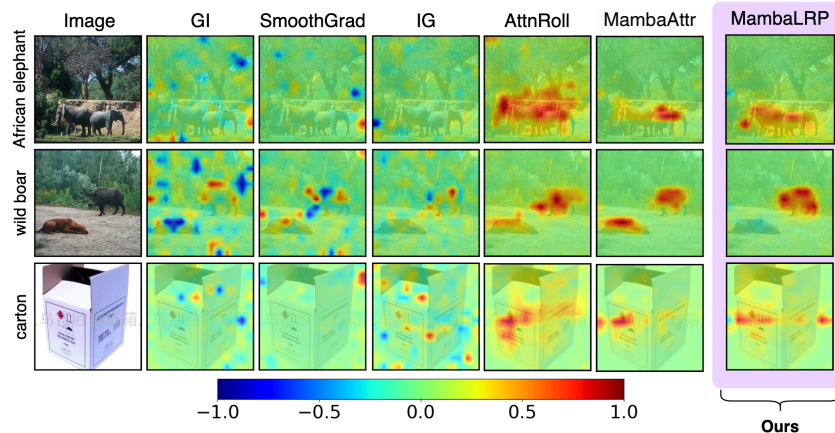 Image GI SmoothGrad IG AttnRoll MambaAttr MambaLRP
African elephant
wild boar
carton
−1.0 −0.5 0.0 0.5 1.0
Ours